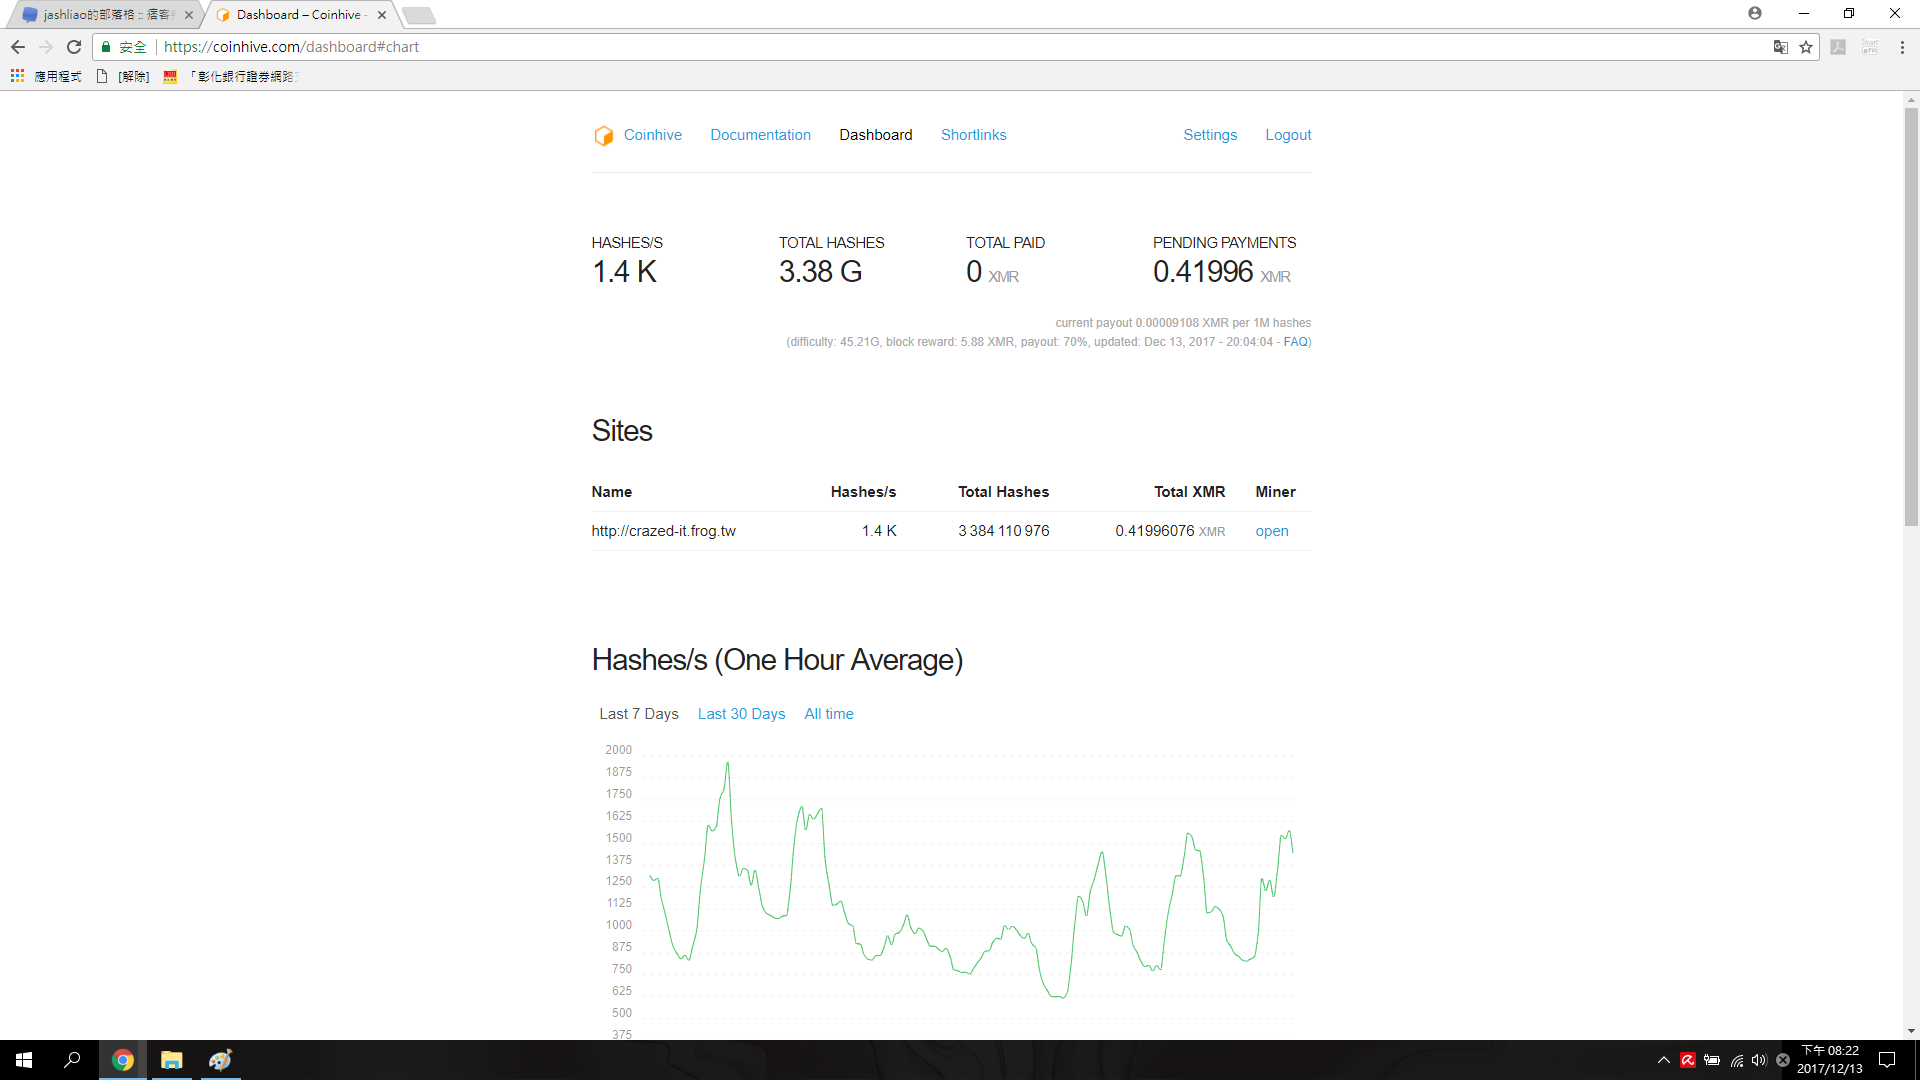 jashliao的部落格 :: 痞客
Dashboard – Coinhive -
安全 https://coinhive.com/dashboard#chart
應用程式 [解除] 「彰化銀行證券網路
Coinhive Documentation Dashboard Shortlinks Settings Logout
HASHES/S TOTAL HASHES TOTAL PAID PENDING PAYMENTS
1.4 K 3.38 G 0 XMR 0.41996 XMR
current payout 0.00009108 XMR per 1M hashes
(difficulty: 45.21G, block reward: 5.88 XMR, payout: 70%, updated: Dec 13, 2017 - 20:04:04 - FAQ)
Sites
Name Hashes/s Total Hashes Total XMR Miner
http://crazed-it.frog.tw 1.4 K 3 384 110 976 0.41996076 XMR open
Hashes/s (One Hour Average)
Last 7 Days Last 30 Days All time
2000
1875
1750
1625
1500
1375
1250
1125
1000
875
750
625
500
375
下午 08:22
2017/12/13